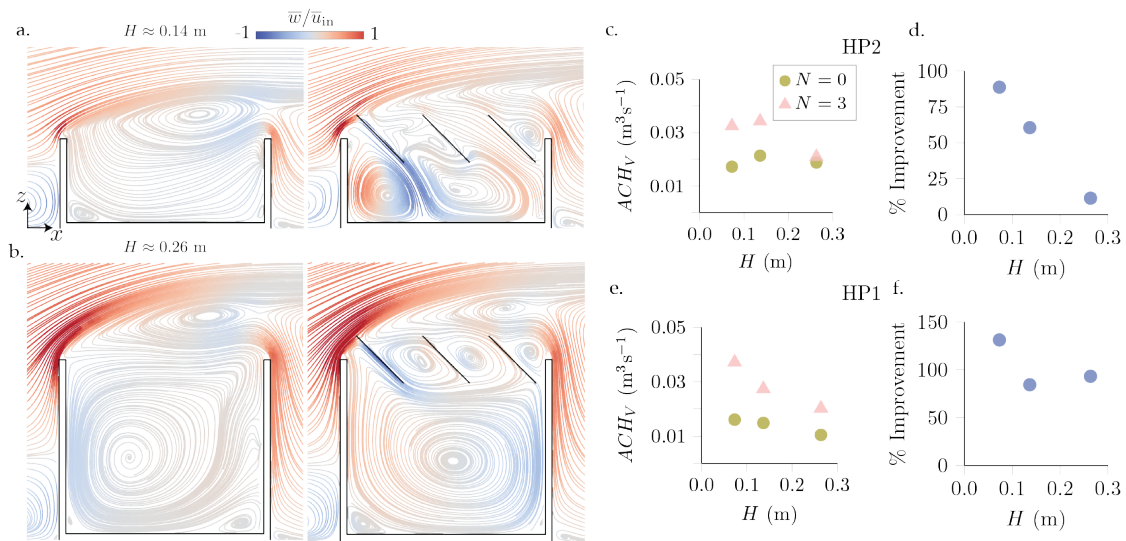 a.
H ≈ 0.14 m
-1
w̅/u̅in
1
z
x
H ≈ 0.26 m
b.
c.
HP2
N = 0
N = 3
0.05
0.03
0.01
ACH_V (m³s⁻¹)
0.0 0.1 0.2 0.3
H (m)
d.
100
75
50
25
0
% Improvement
0.0 0.1 0.2 0.3
H (m)
e.
HP1
0.05
0.03
0.01
ACH_V (m³s⁻¹)
0.0 0.1 0.2 0.3
H (m)
f.
150
100
50
0
% Improvement
0.0 0.1 0.2 0.3
H (m)